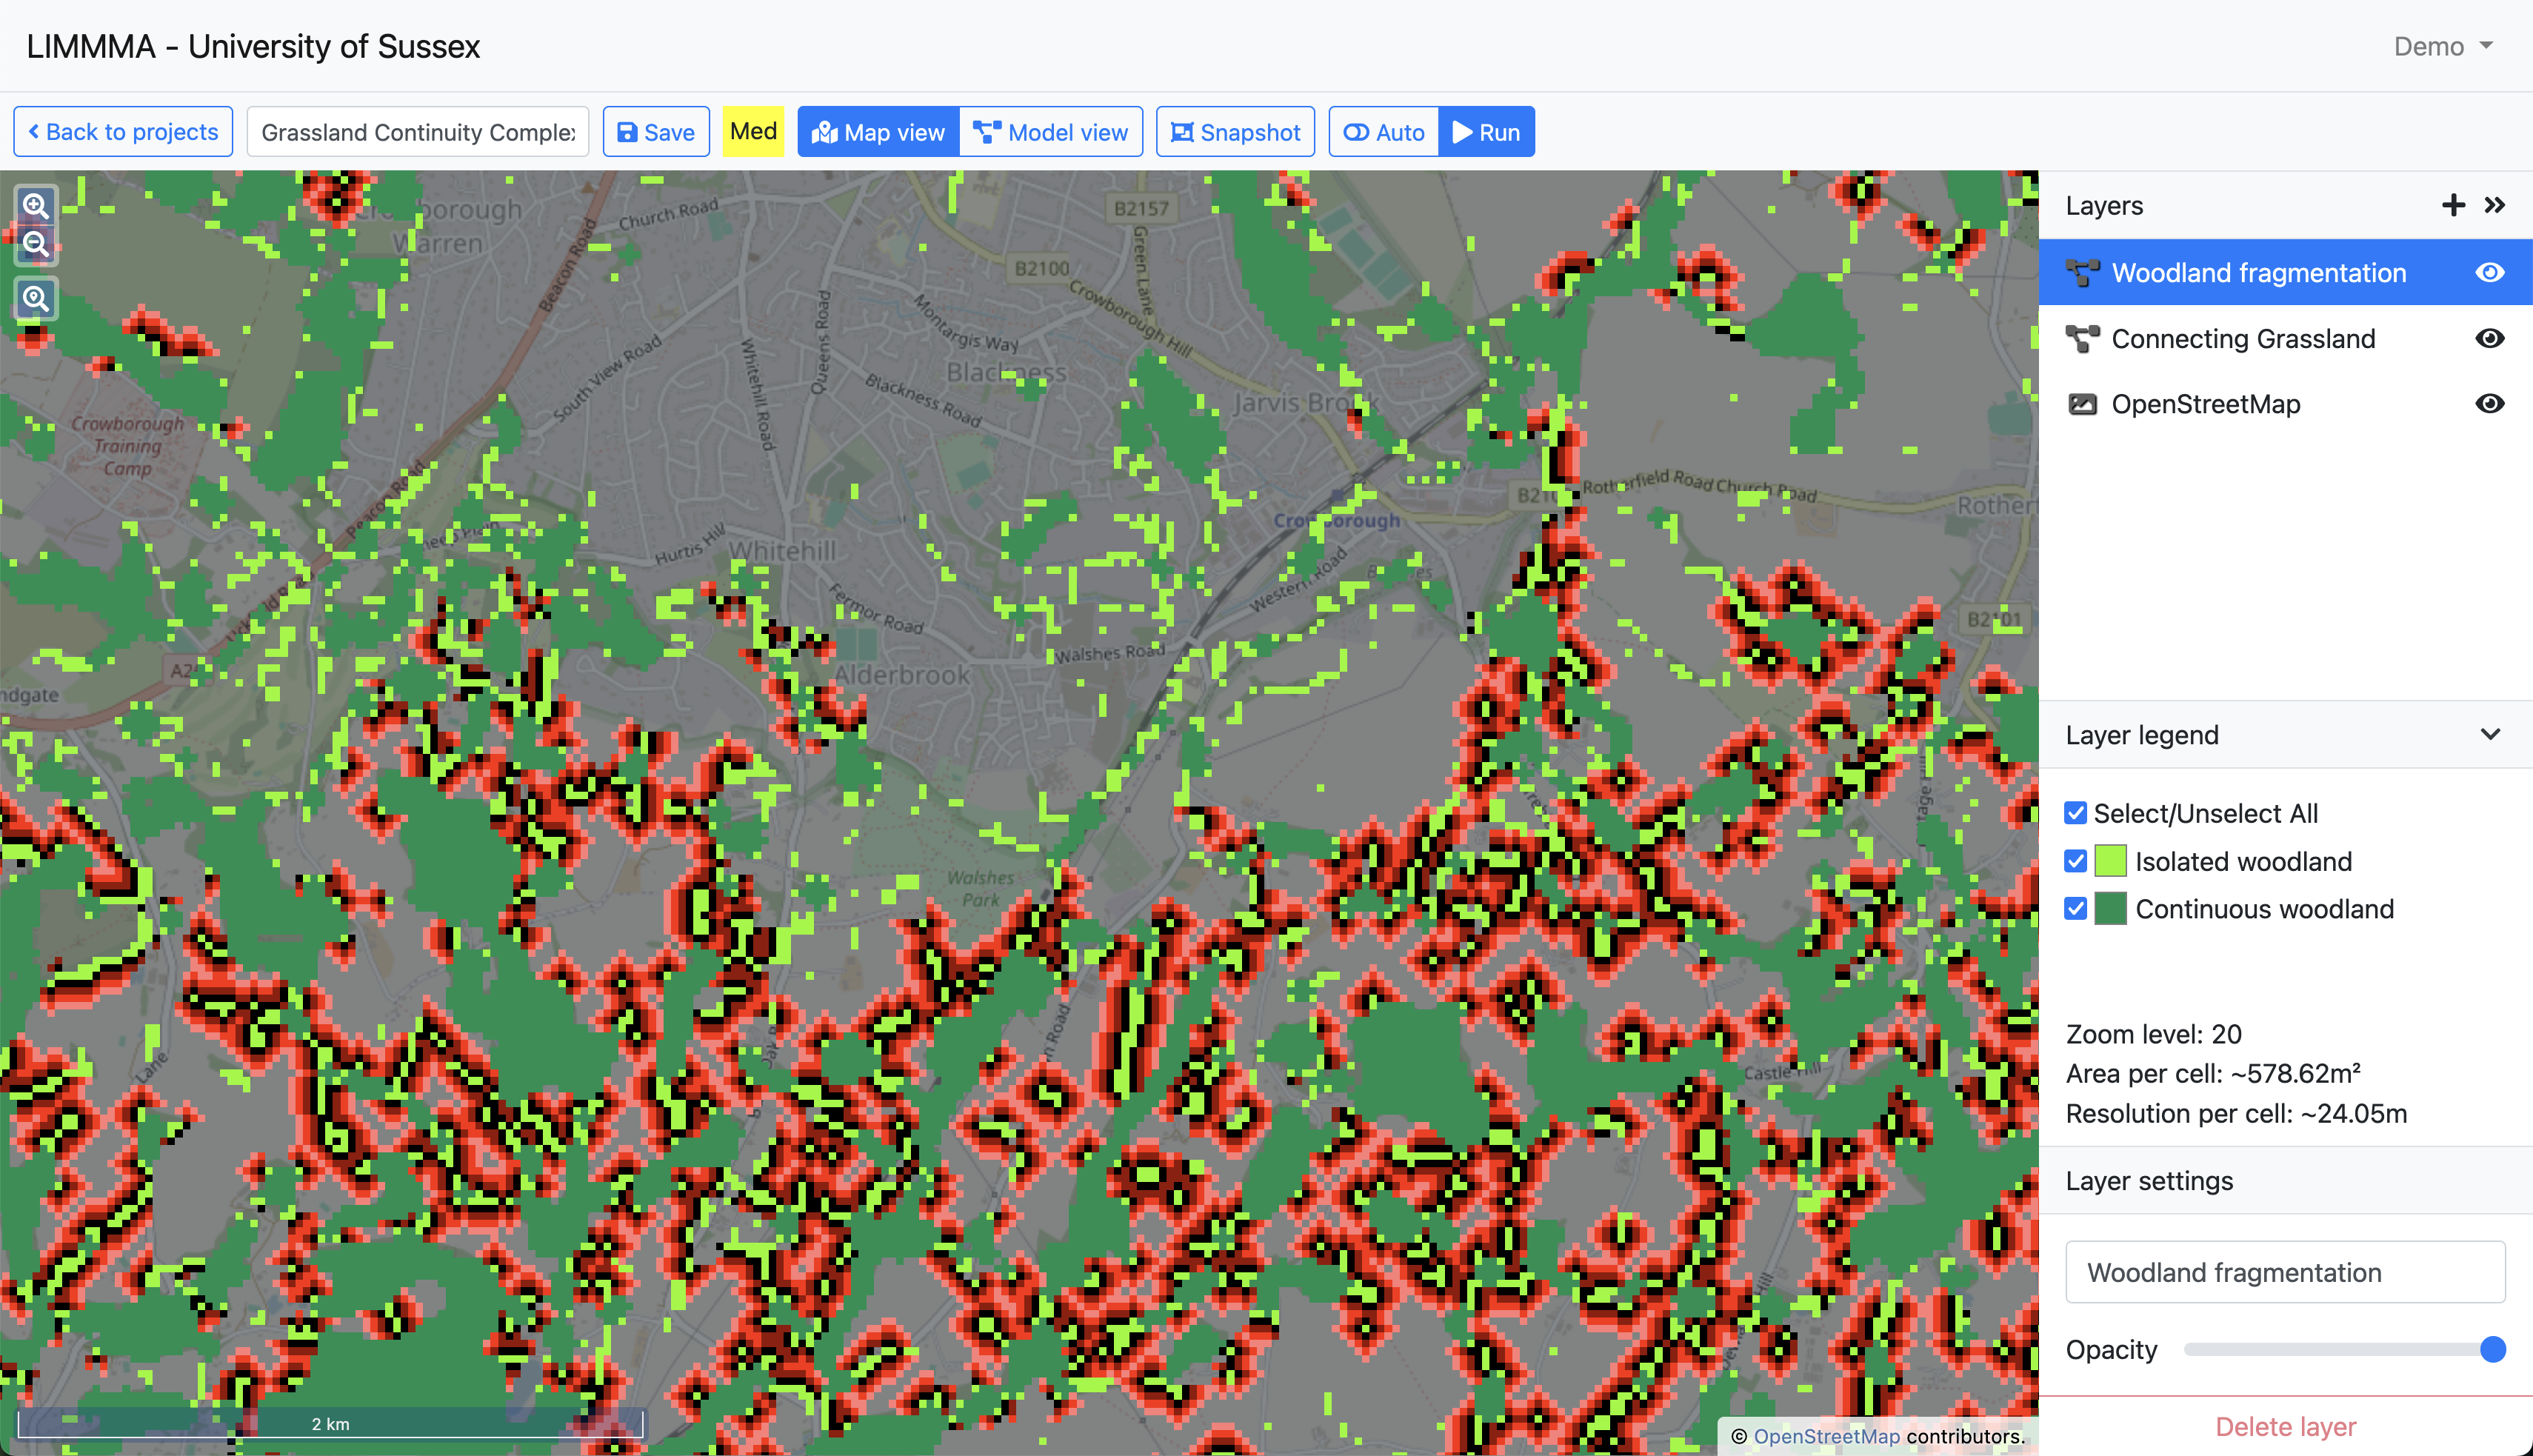 LIMMMA - University of Sussex
Demo
Back to projects
Grassland Continuity Comple
Save
Med
Map view
Model view
Snapshot
Auto
Run
Crowborough
Warren
Church Road
Beacon Road
B2157
Green Lane
B2100
Crowborough Hill
Montargis Way
Queens Road
Whitehill Road
South View Road
Blackness
Blackness Road
Jarvis Brook
Crowborough
Training
Camp
Beacon Road
Rotherfield Road
Church Road
Crowborough
Hurtis Hill
Whitehill
Western Road
Fermor Road
B2101
Walshes Road
Alderbrook
Walshes
Park
Lane
Castle Hill
Layers
Woodland fragmentation
Connecting Grassland
OpenStreetMap
Layer legend
Select/Unselect All
Isolated woodland
Continuous woodland
Zoom level: 20
Area per cell: ~578.62m²
Resolution per cell: ~24.05m
Layer settings
Woodland fragmentation
Opacity
Delete layer
2 km
© OpenStreetMap contributors.